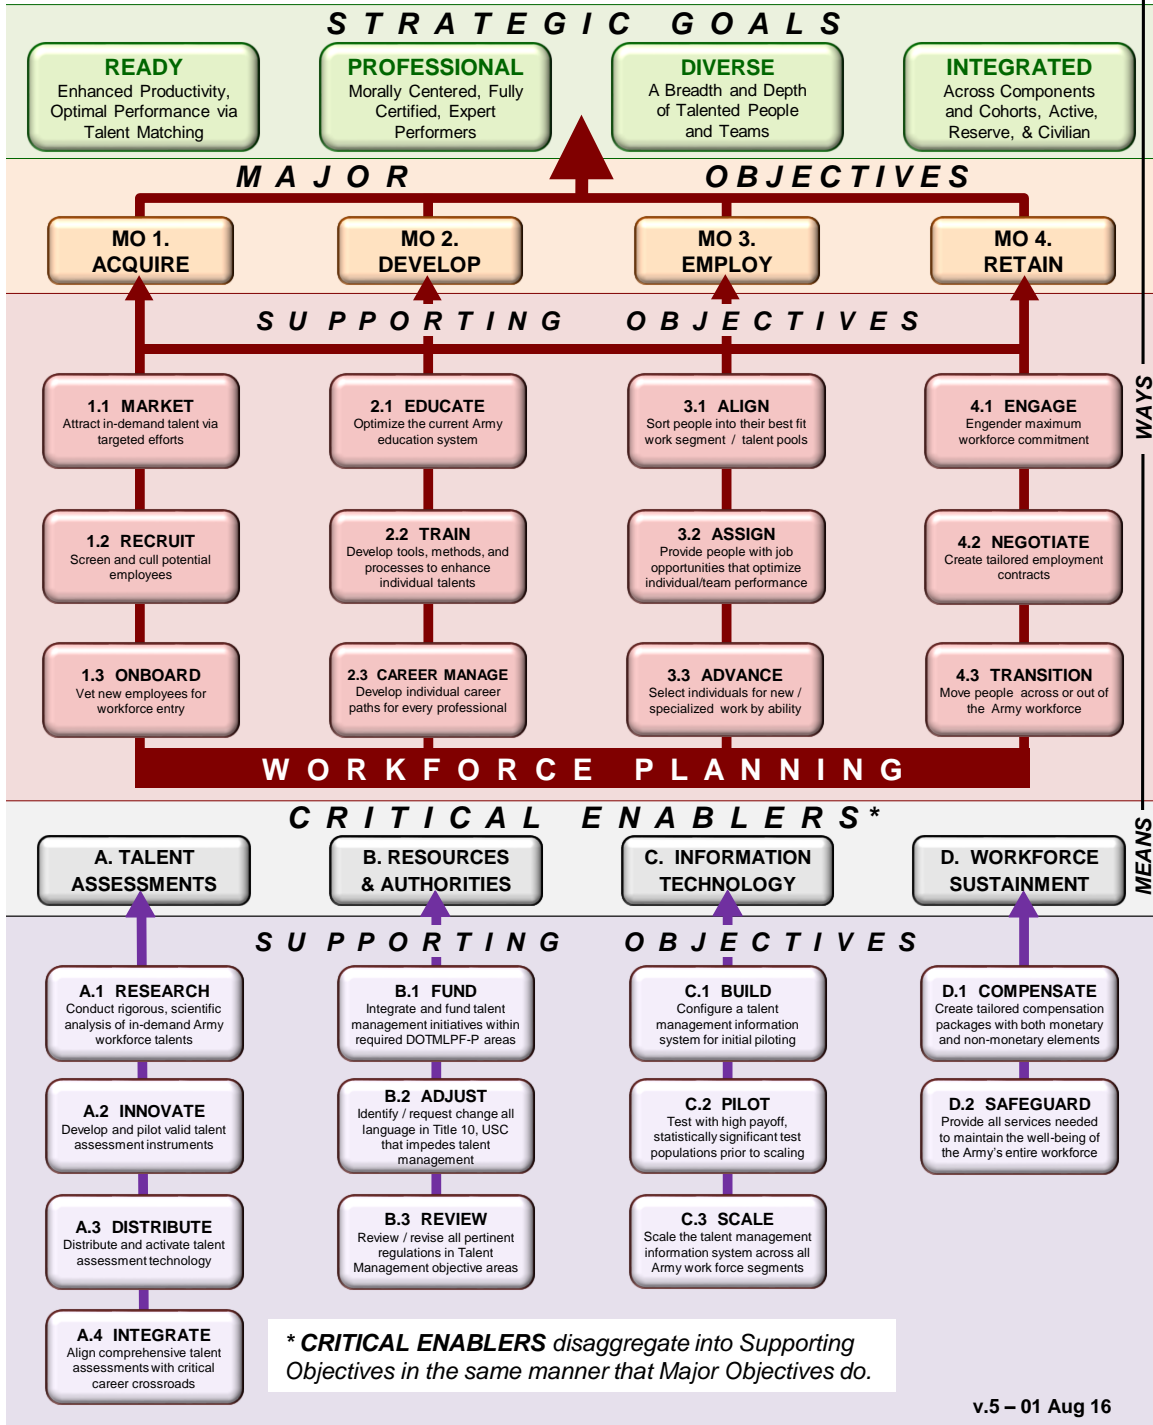 STRATEGIC GOALS
READY
Enhanced Productivity,
Optimal Performance via
Talent Matching
PROFESSIONAL
Morally Centered, Fully
Certified, Expert
Performers
DIVERSE
A Breadth and Depth
of Talented People
and Teams
INTEGRATED
Across Components
and Cohorts, Active,
Reserve, & Civilian
MAJOR OBJECTIVES
MO 1.
ACQUIRE
MO 2.
DEVELOP
MO 3.
EMPLOY
MO 4.
RETAIN
SUPPORTING OBJECTIVES
WAYS
1.1 MARKET
Attract in-demand talent via
targeted efforts
2.1 EDUCATE
Optimize the current Army
education system
3.1 ALIGN
Sort people into their best fit
work segment / talent pools
4.1 ENGAGE
Engender maximum
workforce commitment
1.2 RECRUIT
Screen and cull potential
employees
2.2 TRAIN
Develop tools, methods, and
processes to enhance
individual talents
3.2 ASSIGN
Provide people with job
opportunities that optimize
individual/team performance
4.2 NEGOTIATE
Create tailored employment
contracts
1.3 ONBOARD
Vet new employees for
workforce entry
2.3 CAREER MANAGE
Develop individual career
paths for every professional
3.3 ADVANCE
Select individuals for new /
specialized work by ability
4.3 TRANSITION
Move people across or out of
the Army workforce
WORKFORCE PLANNING
CRITICAL ENABLERS*
MEANS
A. TALENT
ASSESSMENTS
B. RESOURCES
& AUTHORITIES
C. INFORMATION
TECHNOLOGY
D. WORKFORCE
SUSTAINMENT
SUPPORTING OBJECTIVES
A.1 RESEARCH
Conduct rigorous, scientific
analysis of in-demand Army
workforce talents
B.1 FUND
Integrate and fund talent
management initiatives within
required DOTMLPF-P areas
C.1 BUILD
Configure a talent
management information
system for initial piloting
D.1 COMPENSATE
Create tailored compensation
packages with both monetary
and non-monetary elements
A.2 INNOVATE
Develop and pilot valid talent
assessment instruments
B.2 ADJUST
Identify / request change all
language in Title 10, USC
that impedes talent
management
C.2 PILOT
Test with high payoff,
statistically significant test
populations prior to scaling
D.2 SAFEGUARD
Provide all services needed
to maintain the well-being of
the Army's entire workforce
A.3 DISTRIBUTE
Distribute and activate talent
assessment technology
B.3 REVIEW
Review / revise all pertinent
regulations in Talent
Management objective areas
C.3 SCALE
Scale the talent management
information system across all
Army work force segments
A.4 INTEGRATE
Align comprehensive talent
assessments with critical
career crossroads
* CRITICAL ENABLERS disaggregate into Supporting
Objectives in the same manner that Major Objectives do.
v.5 – 01 Aug 16